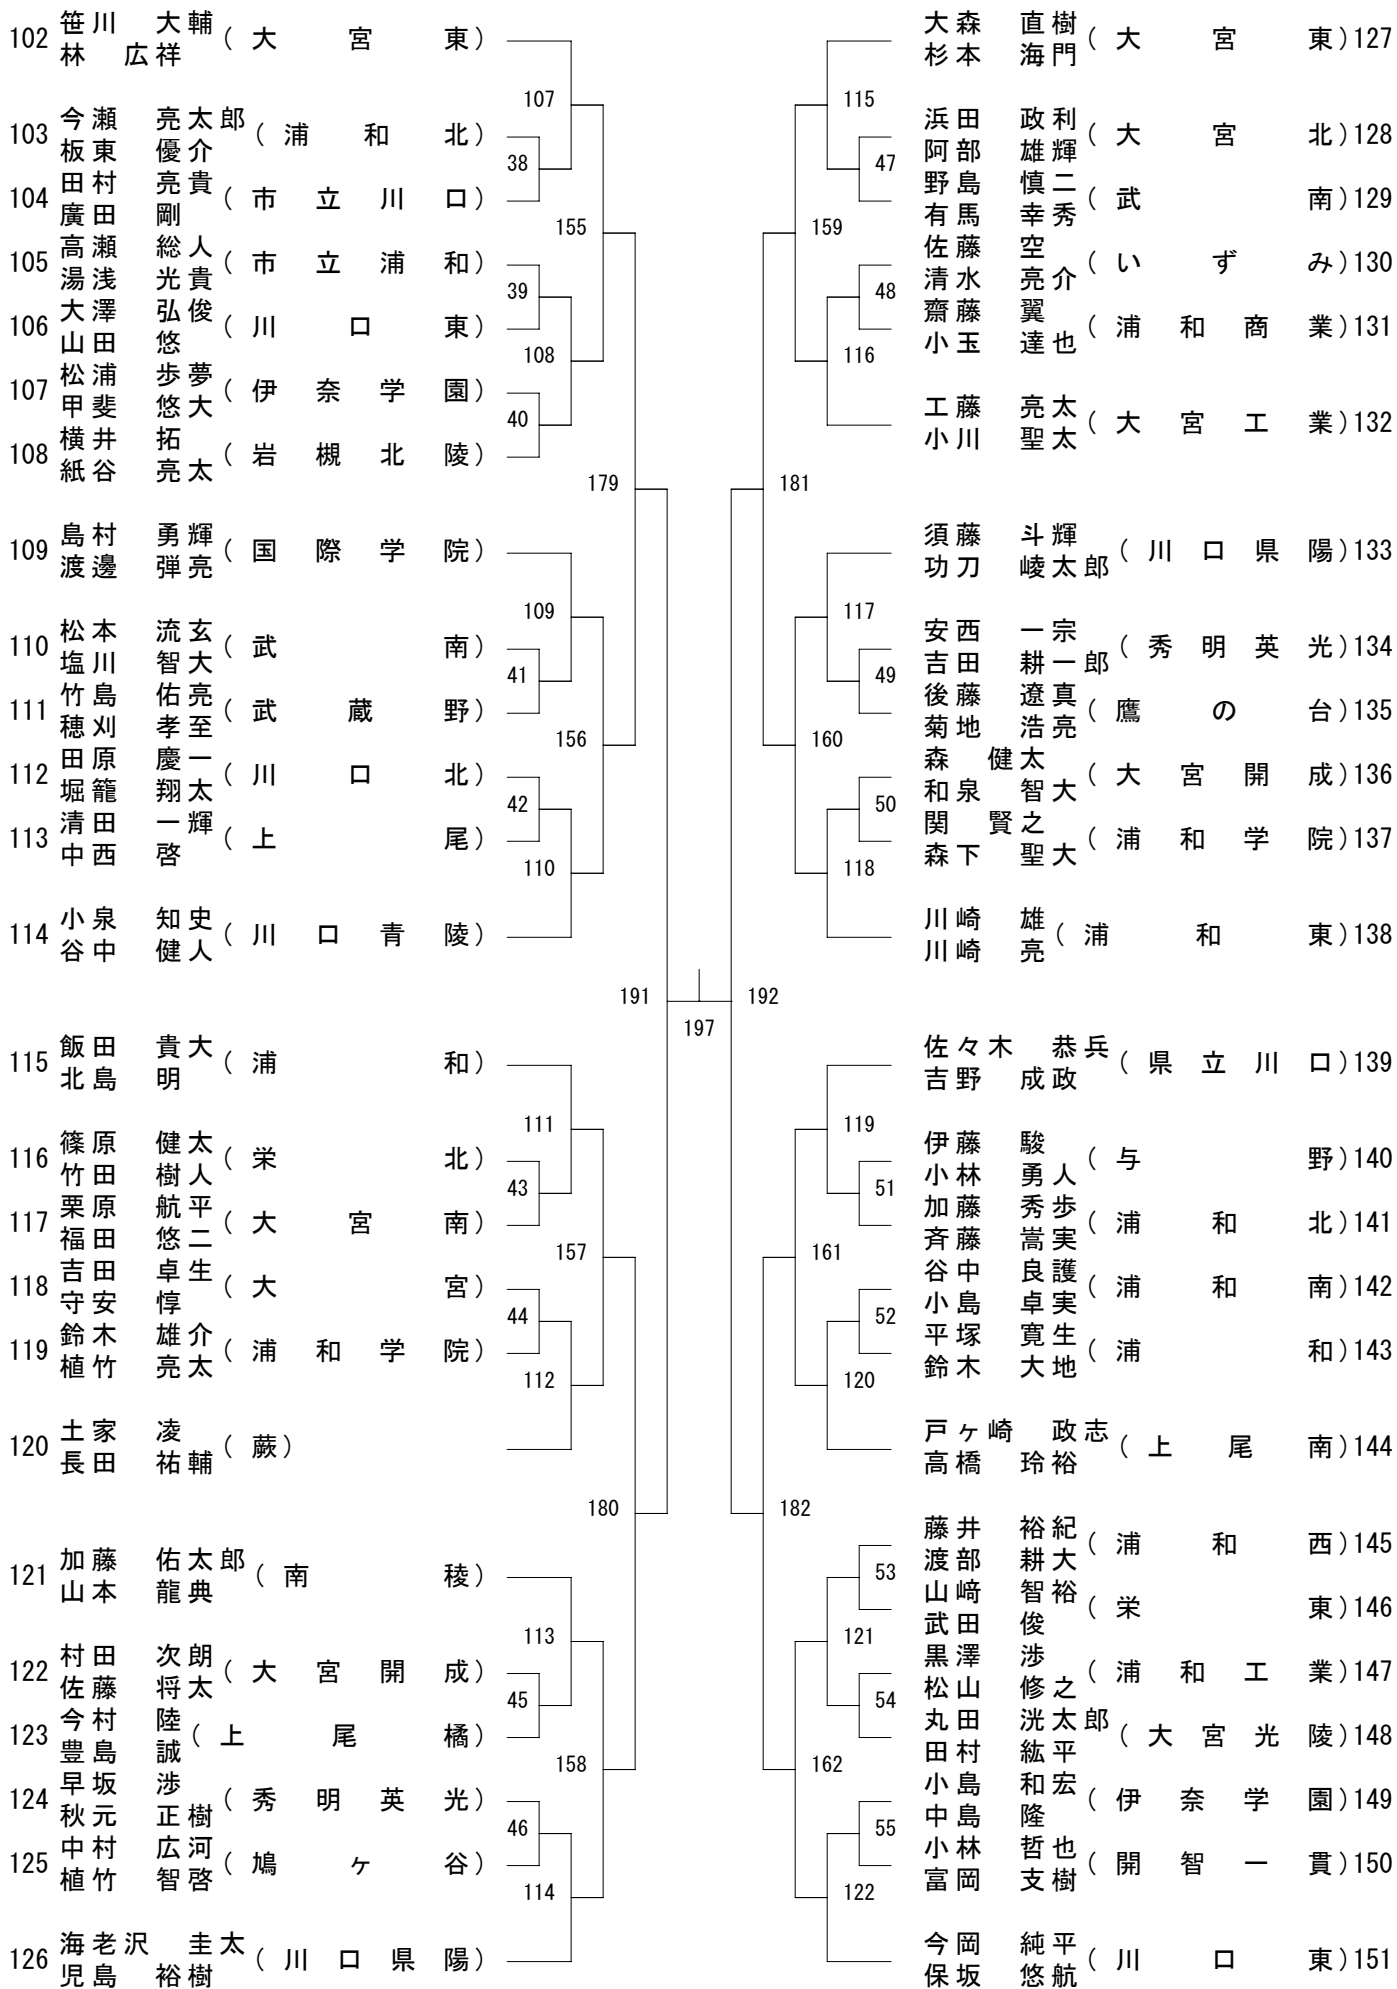 102 笹川 大輔 (大宮東)
林 広祥
107
103 今瀬 亮太郎 (浦和北)
板東 優介
38
104 田村 亮貴 (市立川口)
廣田 剛
155
105 高瀬 総人 (市立浦和)
湯浅 光貴
39
106 大澤 弘俊 (川口東)
山田 悠
108
107 松浦 歩夢 (伊奈学園)
甲斐 悠大
40
108 横井 拓 (岩槻北陵)
紙谷 亮太
179
109 島村 勇輝 (国際学院)
渡邊 弾亮
109
110 松本 流玄 (武南)
塩川 智大
41
111 竹島 佑亮 (武蔵野)
穂刈 孝至
156
112 田原 慶一 (川口北)
堀籠 翔太
42
113 清田 一輝 (上尾)
中西 啓
110
114 小泉 知史 (川口青陵)
谷中 健人
191
115 飯田 貴大 (浦和)
北島 明
111
116 篠原 健太 (栄北)
竹田 樹人
43
117 栗原 航平 (大宮南)
福田 悠二
157
118 吉田 卓生 (大宮)
守安 惇
44
119 鈴木 雄介 (浦和学院)
植竹 亮太
112
120 土家 凌 (蕨)
長田 祐輔
180
121 加藤 佑太郎 (南稜)
山本 龍典
113
122 村田 次朗 (大宮開成)
佐藤 将太
45
123 今村 陸 (上尾橘)
豊島 誠
158
124 早坂 渉 (秀明英光)
秋元 正樹
46
125 中村 広河 (鳩ヶ谷)
植竹 智啓
114
126 海老沢 圭太 (川口県陽)
児島 裕樹
197
大森 直樹 (大宮東) 127
杉本 海門
115
浜田 政利 (大宮北) 128
阿部 雄輝
47
野島 慎二 (武南) 129
有馬 幸秀
159
佐藤 空 (いずみ) 130
清水 亮介
48
齋藤 翼 (浦和商業) 131
小玉 達也
116
工藤 亮太 (大宮工業) 132
小川 聖太
181
須藤 斗輝 (川口県陽) 133
功刀 崚太郎
117
安西 一宗 (秀明英光) 134
吉田 耕一郎
49
後藤 遼真 (鷹の台) 135
菊地 浩亮
160
森 健太 (大宮開成) 136
和泉 智大
50
関 賢之 (浦和学院) 137
森下 聖大
118
川崎 雄 (浦和東) 138
川崎 亮
192
佐々木 恭兵 (県立川口) 139
吉野 成政
119
伊藤 駿 (与野) 140
小林 勇人
51
加藤 秀歩 (浦和北) 141
斉藤 嵩実
161
谷中 良護 (浦和南) 142
小島 卓実
52
平塚 寛生 (浦和) 143
鈴木 大地
120
戸ヶ崎 政志 (上尾南) 144
高橋 玲裕
182
藤井 裕紀 (浦和西) 145
渡部 耕大
53
山﨑 智裕 (栄東) 146
武田 俊
121
黒澤 渉 (浦和工業) 147
松山 修之
54
丸田 洸太郎 (大宮光陵) 148
田村 紘平
162
小島 和宏 (伊奈学園) 149
中島 隆
55
小林 哲也 (開智一貫) 150
富岡 支樹
122
今岡 純平 (川口東) 151
保坂 悠航